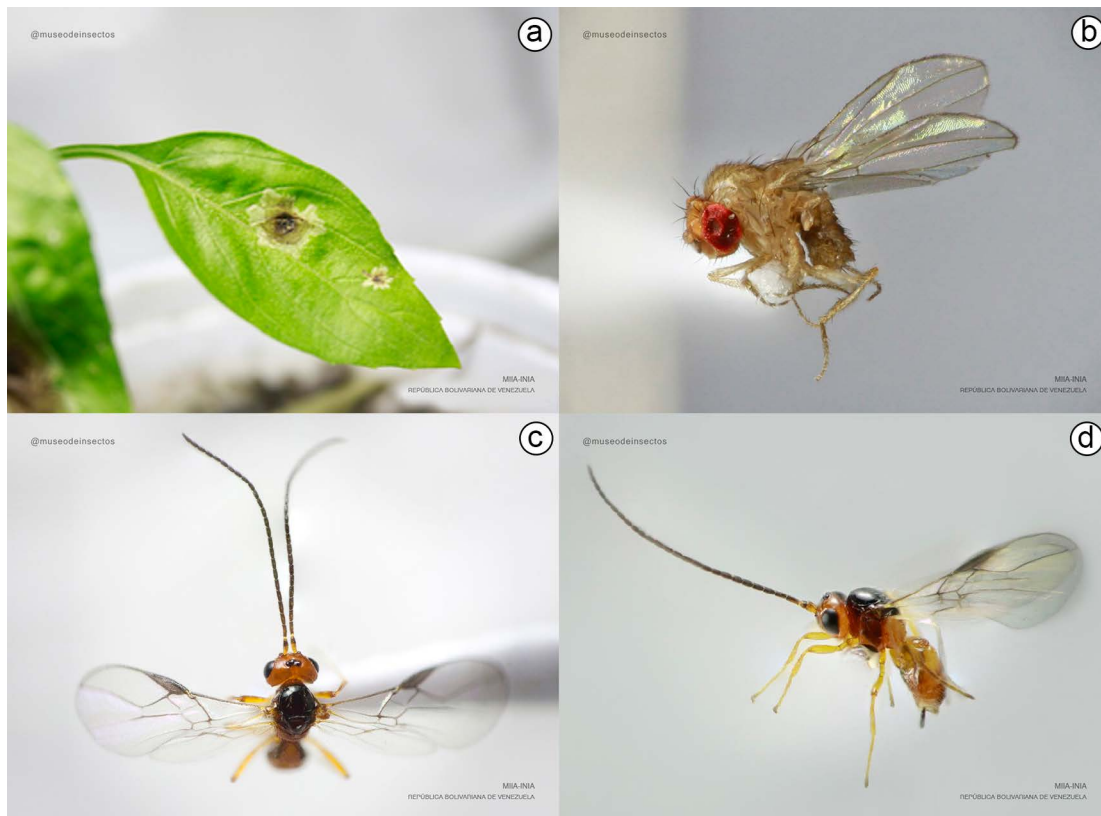 @museodeinsectos
a
MIIA-INIA
REPÚBLICA BOLIVARIANA DE VENEZUELA
@museodeinsectos
b
MIIA-INIA
REPÚBLICA BOLIVARIANA DE VENEZUELA
@museodeinsectos
c
MIIA-INIA
REPÚBLICA BOLIVARIANA DE VENEZUELA
@museodeinsectos
d
MIIA-INIA
REPÚBLICA BOLIVARIANA DE VENEZUELA